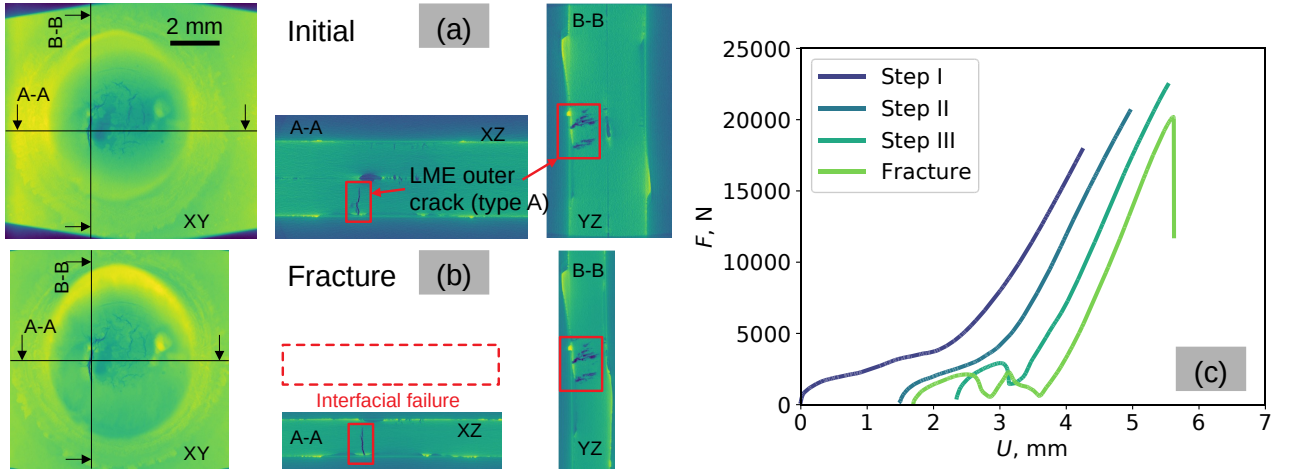 B-B
2 mm
A-A
XY
Initial
(a)
A-A
XZ
LME outer
crack (type A)
B-B
YZ
B-B
A-A
XY
Fracture
(b)
Interfacial failure
A-A
XZ
B-B
YZ
25000
20000
15000
10000
5000
0
F, N
Step I
Step II
Step III
Fracture
(c)
0 1 2 3 4 5 6 7
U, mm